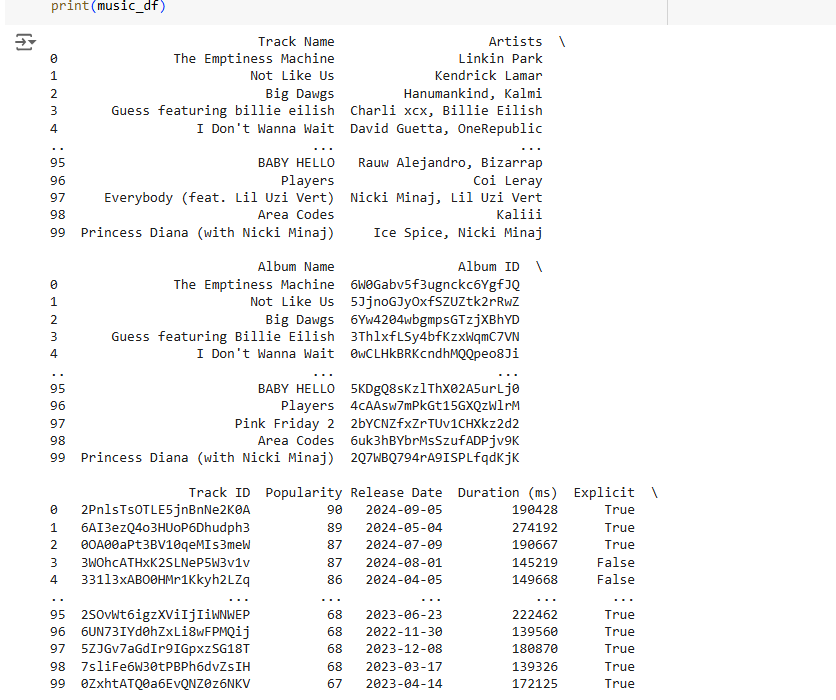 print(music_df)
Track Name Artists \
0 The Emptiness Machine Linkin Park
1 Not Like Us Kendrick Lamar
2 Big Dawgs Hanumankind, Kalmi
3 Guess featuring billie eilish Charli xcx, Billie Eilish
4 I Don't Wanna Wait David Guetta, OneRepublic
.. ... ...
95 BABY HELLO Rauw Alejandro, Bizarrap
96 Players Coi Leray
97 Everybody (feat. Lil Uzi Vert) Nicki Minaj, Lil Uzi Vert
98 Area Codes Kaliii
99 Princess Diana (with Nicki Minaj) Ice Spice, Nicki Minaj
Album Name Album ID \
0 The Emptiness Machine 6W0Gabv5f3ugnckc6YgfJQ
1 Not Like Us 5JjnoGJyOxfSZUZtk2rRwZ
2 Big Dawgs 6Yw4204wbgmpsGTzjXBhYD
3 Guess featuring Billie Eilish 3ThlxfLSy4bfKzxWqmC7VN
4 I Don't Wanna Wait 0wCLHkBRKcndhMQQpeo8Ji
.. ... ...
95 BABY HELLO 5KDgQ8sKzlThX02A5urLj0
96 Players 4cAAsw7mPkGt15GXQzWlrM
97 Pink Friday 2 2bYCNZfxZrTUv1CHXkz2d2
98 Area Codes 6uk3hBYbrMsSzufADPjv9K
99 Princess Diana (with Nicki Minaj) 2Q7WBQ794rA9ISPLfqdKjK
Track ID Popularity Release Date Duration (ms) Explicit \
0 2PnlsTsOTLE5jnBnNe2K0A 90 2024-09-05 190428 True
1 6AI3ezQ4o3HUoP6Dhudph3 89 2024-05-04 274192 True
2 0OA00aPt3BV10qeMIs3meW 87 2024-07-09 190667 True
3 3WOhcATHxK2SLNeP5W3v1v 87 2024-08-01 145219 False
4 331l3xABO0HMr1Kkyh2LZq 86 2024-04-05 149668 False
.. ... ... ... ... ...
95 2SOvWt6igzXViIjIiWNWEP 68 2023-06-23 222462 True
96 6UN73IYd0hZxLi8wFPMQij 68 2022-11-30 139560 True
97 5ZJGv7aGdIr9IGpxzSG18T 68 2023-12-08 180870 True
98 7sliFe6W30tPBPh6dvZsIH 68 2023-03-17 139326 True
99 0ZxhtATQ0a6EvQNZ0z6NKV 67 2023-04-14 172125 True